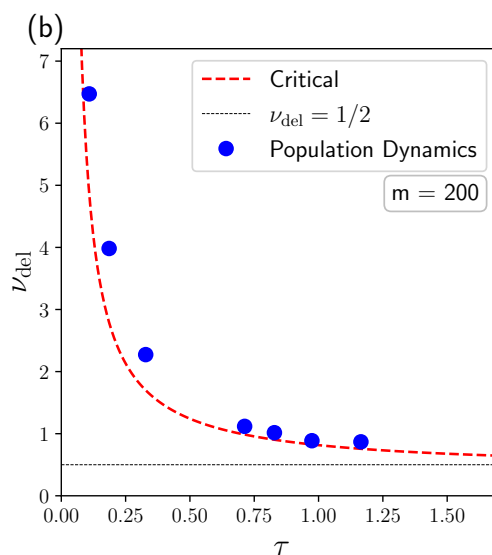 (b)
7
6
5
4
3
2
1
0
ν_del
Critical
ν_del = 1/2
Population Dynamics
m = 200
0.00 0.25 0.50 0.75 1.00 1.25 1.50
τ